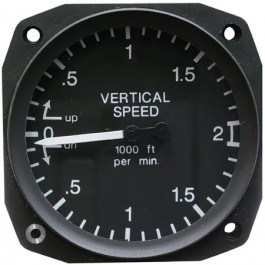 1
.5
1.5
VERTICAL
SPEED
up
0
2
dn
1000 ft
per min.
.5
1.5
1